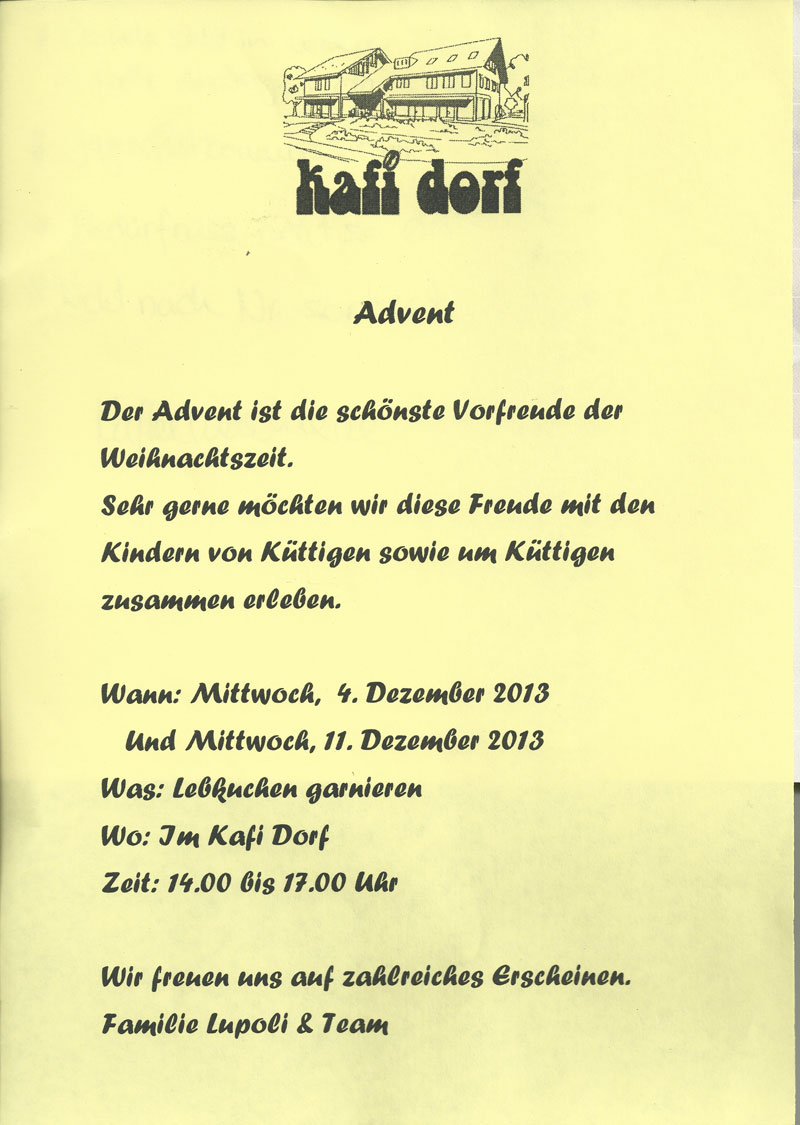 kafi dorf
Advent
Der Advent ist die schönste Vorfreude der
Weihnachtszeit.
Sehr gerne möchten wir diese Freude mit den
Kindern von Küttigen sowie um Küttigen
zusammen erleben.
Wann: Mittwoch, 4. Dezember 2013
Und Mittwoch, 11. Dezember 2013
Was: Lebkuchen garnieren
Wo: Im Kafi Dorf
Zeit: 14.00 bis 17.00 Uhr
Wir freuen uns auf zahlreiches Erscheinen.
Familie Lupoli & Team